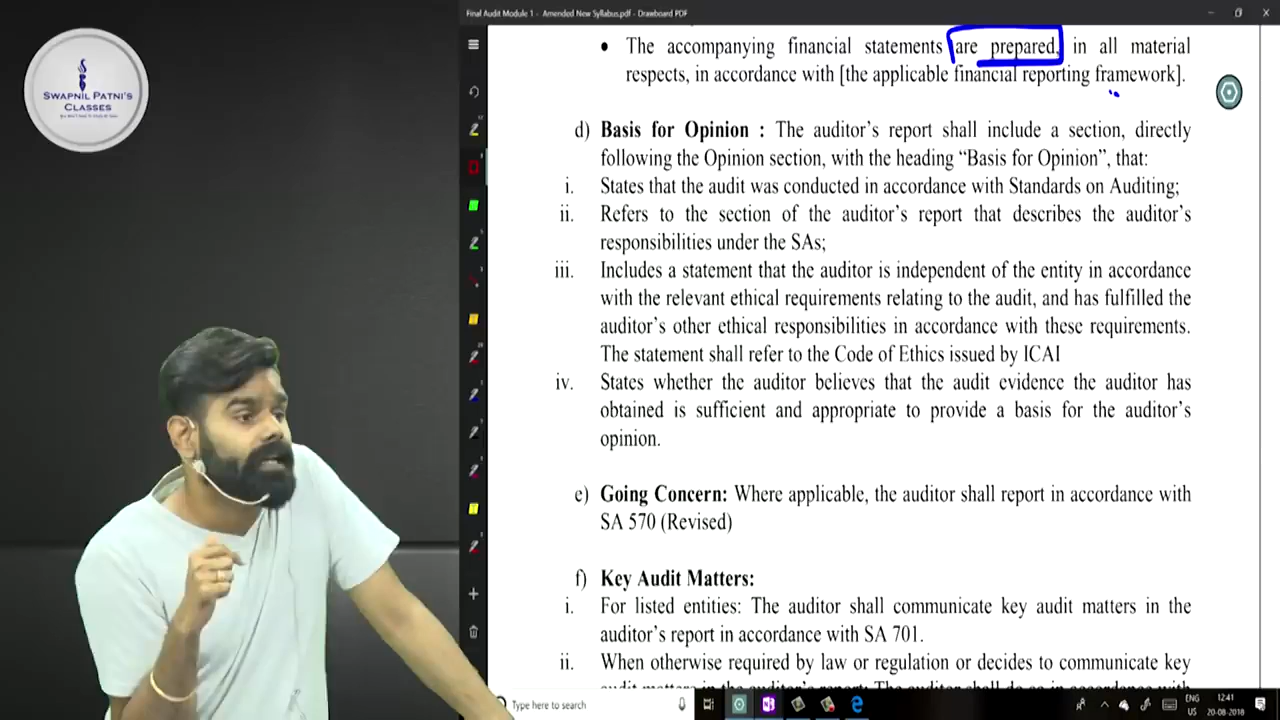 Final Audit Module 1 - Amended New Syllabus.pdf - Drawboard PDF
SWAPNIL PATNI'S
CLASSES
• The accompanying financial statements are prepared, in all material
respects, in accordance with [the applicable financial reporting framework].
d) Basis for Opinion : The auditor's report shall include a section, directly
following the Opinion section, with the heading “Basis for Opinion”, that:
i. States that the audit was conducted in accordance with Standards on Auditing;
ii. Refers to the section of the auditor's report that describes the auditor's
responsibilities under the SAs;
iii. Includes a statement that the auditor is independent of the entity in accordance
with the relevant ethical requirements relating to the audit, and has fulfilled the
auditor's other ethical responsibilities in accordance with these requirements.
The statement shall refer to the Code of Ethics issued by ICAI
iv. States whether the auditor believes that the audit evidence the auditor has
obtained is sufficient and appropriate to provide a basis for the auditor's
opinion.
e) Going Concern: Where applicable, the auditor shall report in accordance with
SA 570 (Revised)
f) Key Audit Matters:
i. For listed entities: The auditor shall communicate key audit matters in the
auditor's report in accordance with SA 701.
ii. When otherwise required by law or regulation or decides to communicate key
Type here to search
ENG
US
12:41
20-08-2018